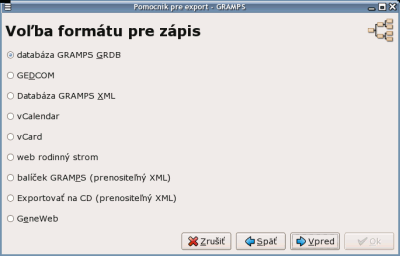 Pomocník pre export - GRAMPS
Voľba formátu pre zápis
databáza GRAMPS GRDB
GEDCOM
Databáza GRAMPS XML
vCalendar
vCard
web rodinný strom
balíček GRAMPS (prenositeľný XML)
Exportovať na CD (prenositeľný XML)
GeneWeb
Zrušiť Späť Vpred Ok